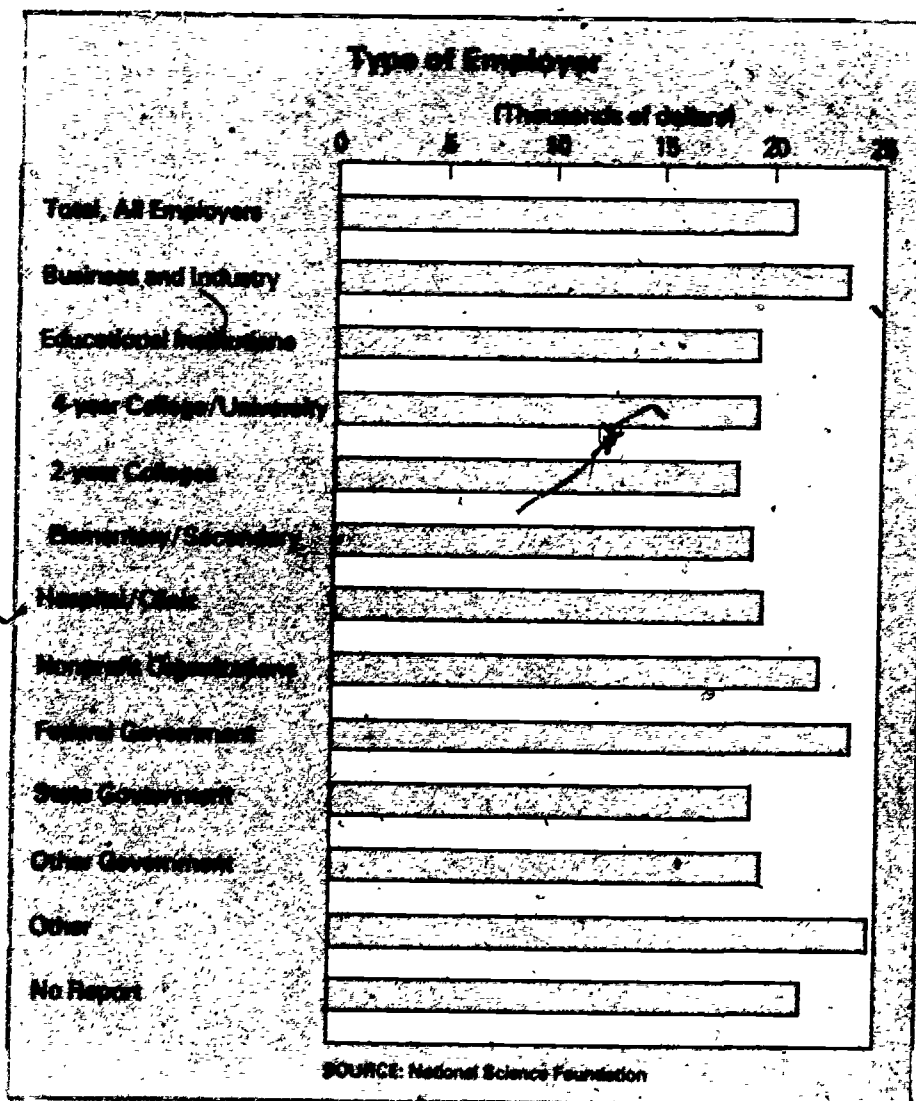 Type of Employer
(Thousands of dollars)
0 5 10 15 20 25
Total, All Employers
Business and Industry
Educational Institutions
4-year College/University
2-year Colleges
Elementary/Secondary
Hospital/Clinic
Nonprofit Organizations
Federal Government
State Government
Other Government
Other
No Report
SOURCE: National Science Foundation